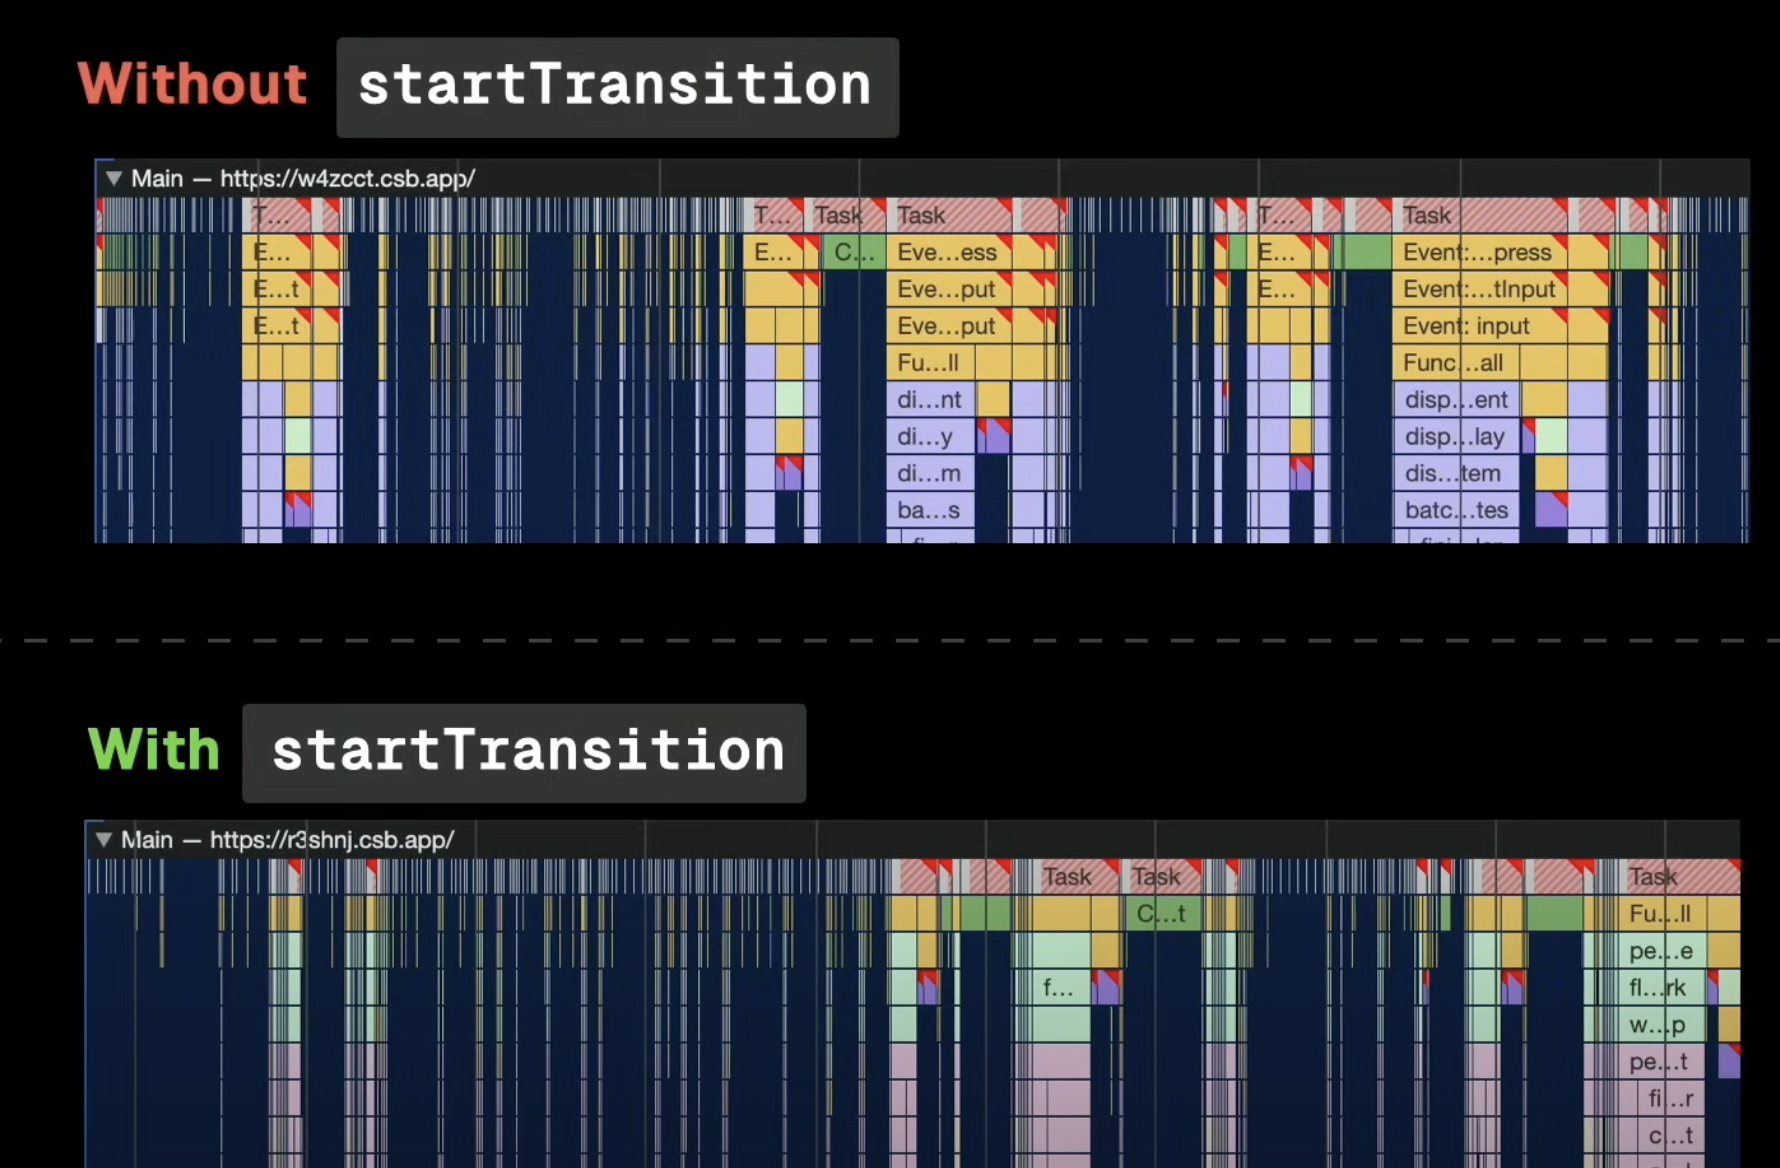 Without startTransition
Main — https://w4zcct.csb.app/
T... T... Task Task T... Task
E... E... C... Eve...ess E... Event:...press
E...t Eve...put E... Event:...tInput
E...t Eve...put Event: input
Fu...ll Func...all
di...nt disp...ent
di...y disp...lay
di...m dis...tem
ba...s batc...tes
With startTransition
Main — https://r3shnj.csb.app/
Task Task Task
C...t Fu...ll
pe...e
f... fl...rk
w...p
pe...t
fi...r
c...t